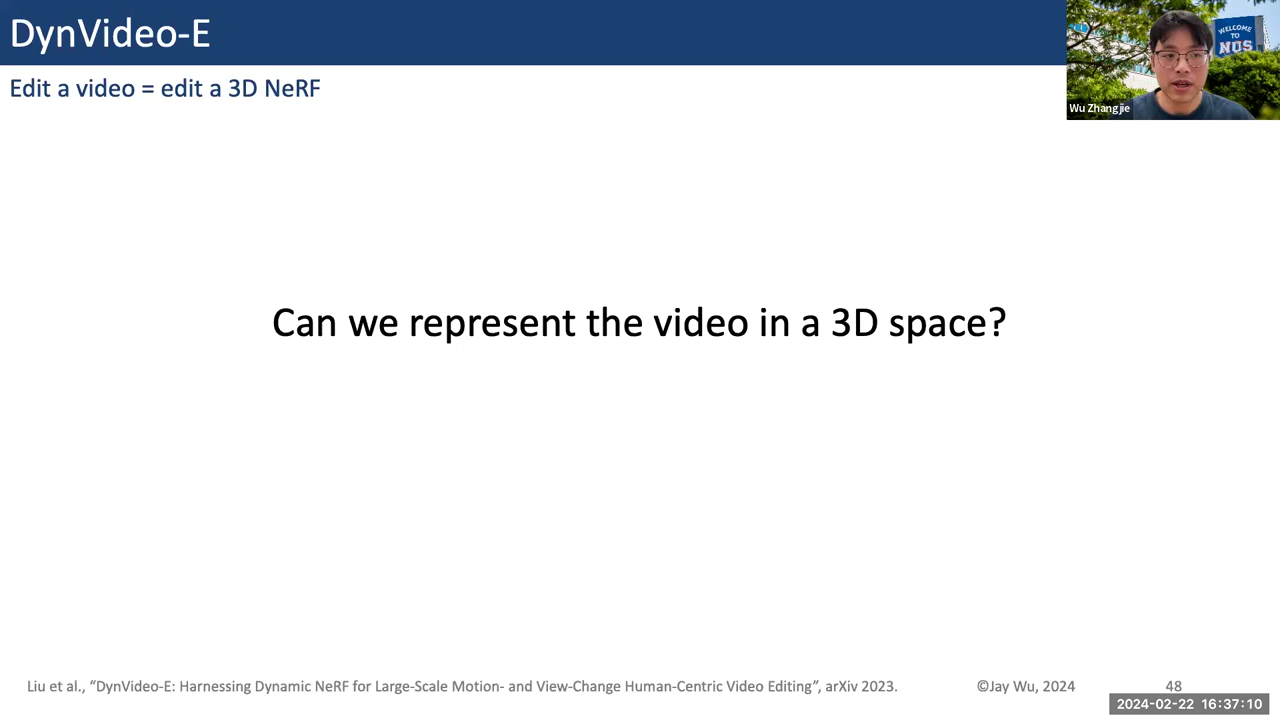 DynVideo-E
Edit a video = edit a 3D NeRF
WELCOME
TO
NUS
Wu Zhangjie
Can we represent the video in a 3D space?
Liu et al., “DynVideo-E: Harnessing Dynamic NeRF for Large-Scale Motion- and View-Change Human-Centric Video Editing”, arXiv 2023.
©Jay Wu, 2024
48
2024-02-22 16:37:10